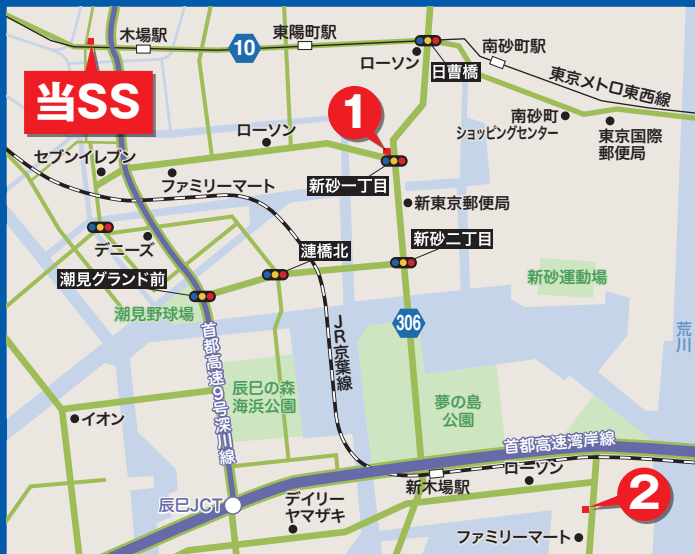 木場駅
10
東陽町駅
ローソン
日曹橋
南砂町駅
東京メトロ東西線
当SS
1
ローソン
南砂町
ショッピングセンター
東京国際
郵便局
セブンイレブン
ファミリーマート
新砂一丁目
新東京郵便局
デニーズ
漣橋北
新砂二丁目
潮見グランド前
潮見野球場
新砂運動場
首都高速9号深川線
JR京葉線
306
荒川
辰巳の森
海浜公園
夢の島
公園
イオン
首都高速湾岸線
新木場駅
ローソン
辰巳JCT
デイリー
ヤマザキ
2
ファミリーマート